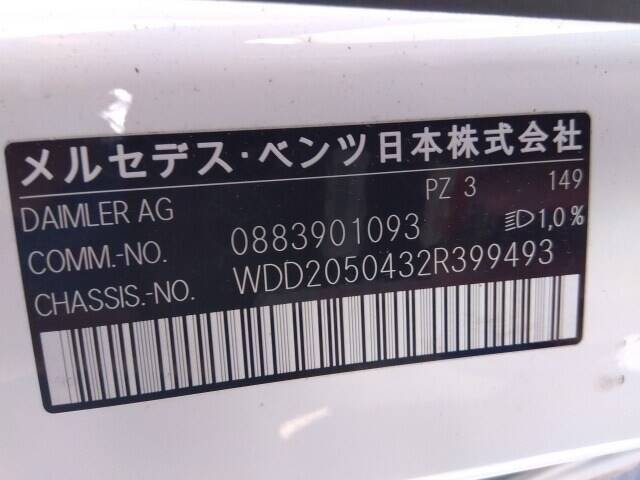 メルセデス・ベンツ日本株式会社
DAIMLER AG PZ 3 149
COMM.-NO. 0883901093 1,0%
CHASSIS.-NO. WDD2050432R399493